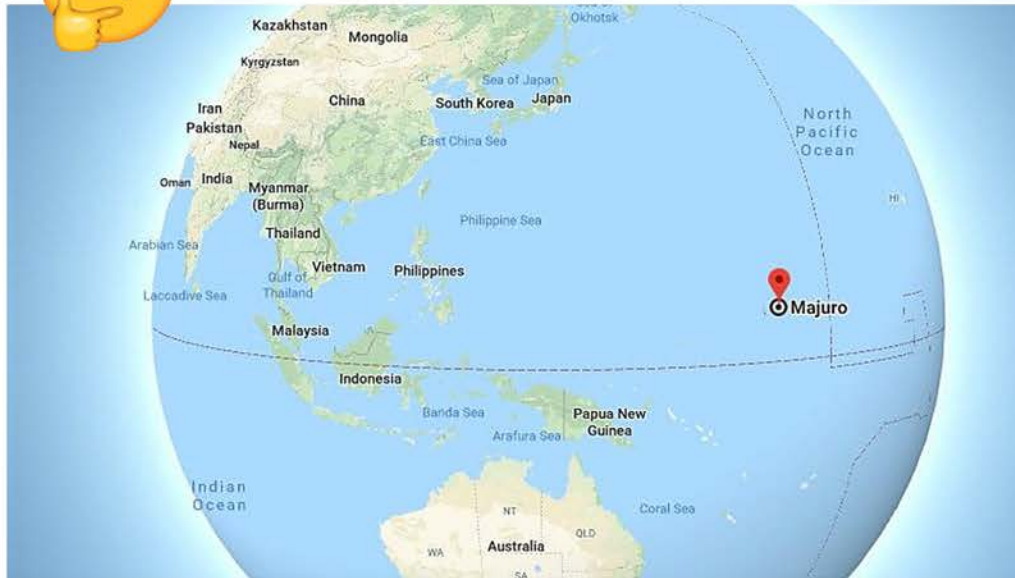 Okhotsk
Kazakhstan
Mongolia
Kyrgyzstan
Sea of Japan
China
South Korea
Japan
Iran
Pakistan
Nepal
East China Sea
North
Pacific
Ocean
Oman
India
Myanmar
(Burma)
HI
Philippine Sea
Thailand
Arabian Sea
Vietnam
Philippines
Gulf of
Thailand
Laccadive Sea
Majuro
Malaysia
Indonesia
Banda Sea
Papua New
Guinea
Arafura Sea
Indian
Ocean
Coral Sea
NT
QLD
WA
Australia
SA